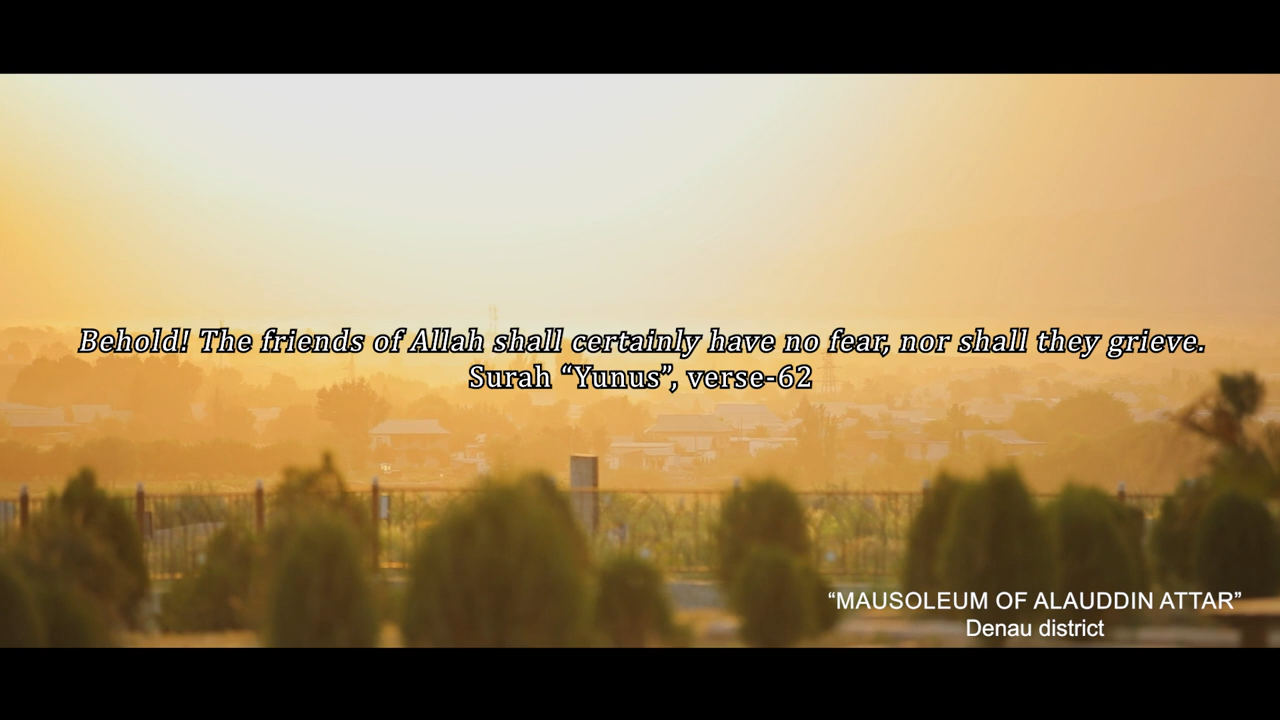 Behold! The friends of Allah shall certainly have no fear, nor shall they grieve.
Surah “Yunus”, verse-62
“MAUSOLEUM OF ALAUDDIN ATTAR”
Denau district